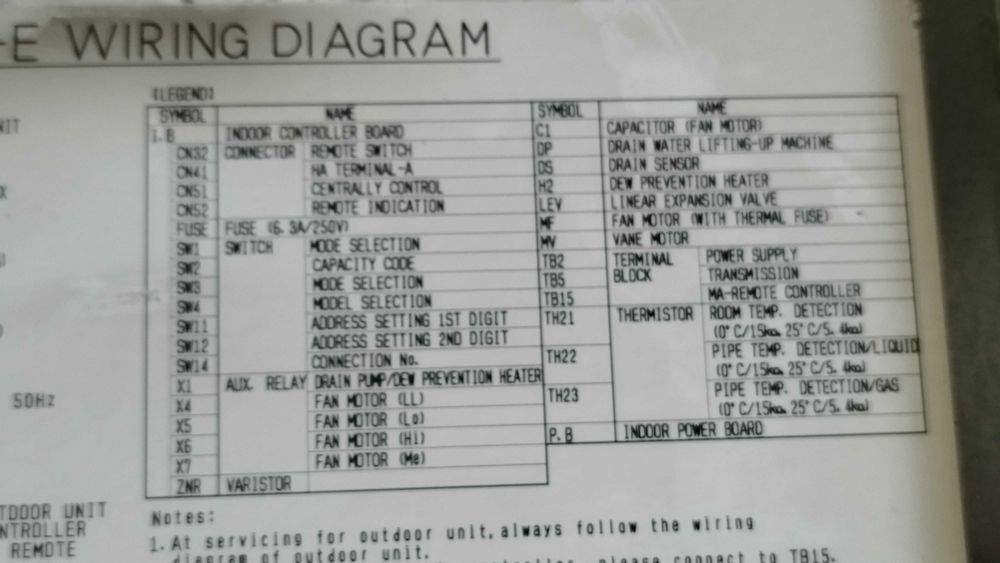 -E WIRING DIAGRAM
[LEGEND]
SYMBOL NAME SYMBOL NAME
I.B INDOOR CONTROLLER BOARD C1 CAPACITOR (FAN MOTOR)
CN32 CONNECTOR REMOTE SWITCH DP DRAIN WATER LIFTING-UP MACHINE
CN41 HA TERMINAL-A DS DRAIN SENSOR
CN51 CENTRALLY CONTROL H2 DEW PREVENTION HEATER
CN52 REMOTE INDICATION LEV LINEAR EXPANSION VALVE
FUSE FUSE (6.3A/250V) MF FAN MOTOR (WITH THERMAL FUSE)
SW1 SWITCH MODE SELECTION MV VANE MOTOR
SW2 CAPACITY CODE TB2 TERMINAL BLOCK POWER SUPPLY
SW3 MODE SELECTION TB5 TRANSMISSION
SW4 MODEL SELECTION TB15 MA-REMOTE CONTROLLER
SW11 ADDRESS SETTING 1ST DIGIT TH21 THERMISTOR ROOM TEMP. DETECTION
(0°C/15kΩ, 25°C/5.4kΩ)
SW12 ADDRESS SETTING 2ND DIGIT
SW14 CONNECTION No. TH22 PIPE TEMP. DETECTION/LIQUID
(0°C/15kΩ, 25°C/5.4kΩ)
X1 AUX. RELAY DRAIN PUMP/DEW PREVENTION HEATER
X4 FAN MOTOR (LL) TH23 PIPE TEMP. DETECTION/GAS
(0°C/15kΩ, 25°C/5.4kΩ)
X5 FAN MOTOR (Lo)
X6 FAN MOTOR (Hi) P.B INDOOR POWER BOARD
X7 FAN MOTOR (Me)
ZNR VARISTOR
50Hz
TDOOR UNIT
NTROLLER
REMOTE
Notes:
1. At servicing for outdoor unit, always follow the wiring
diagram of outdoor unit.
please connect to TB15.